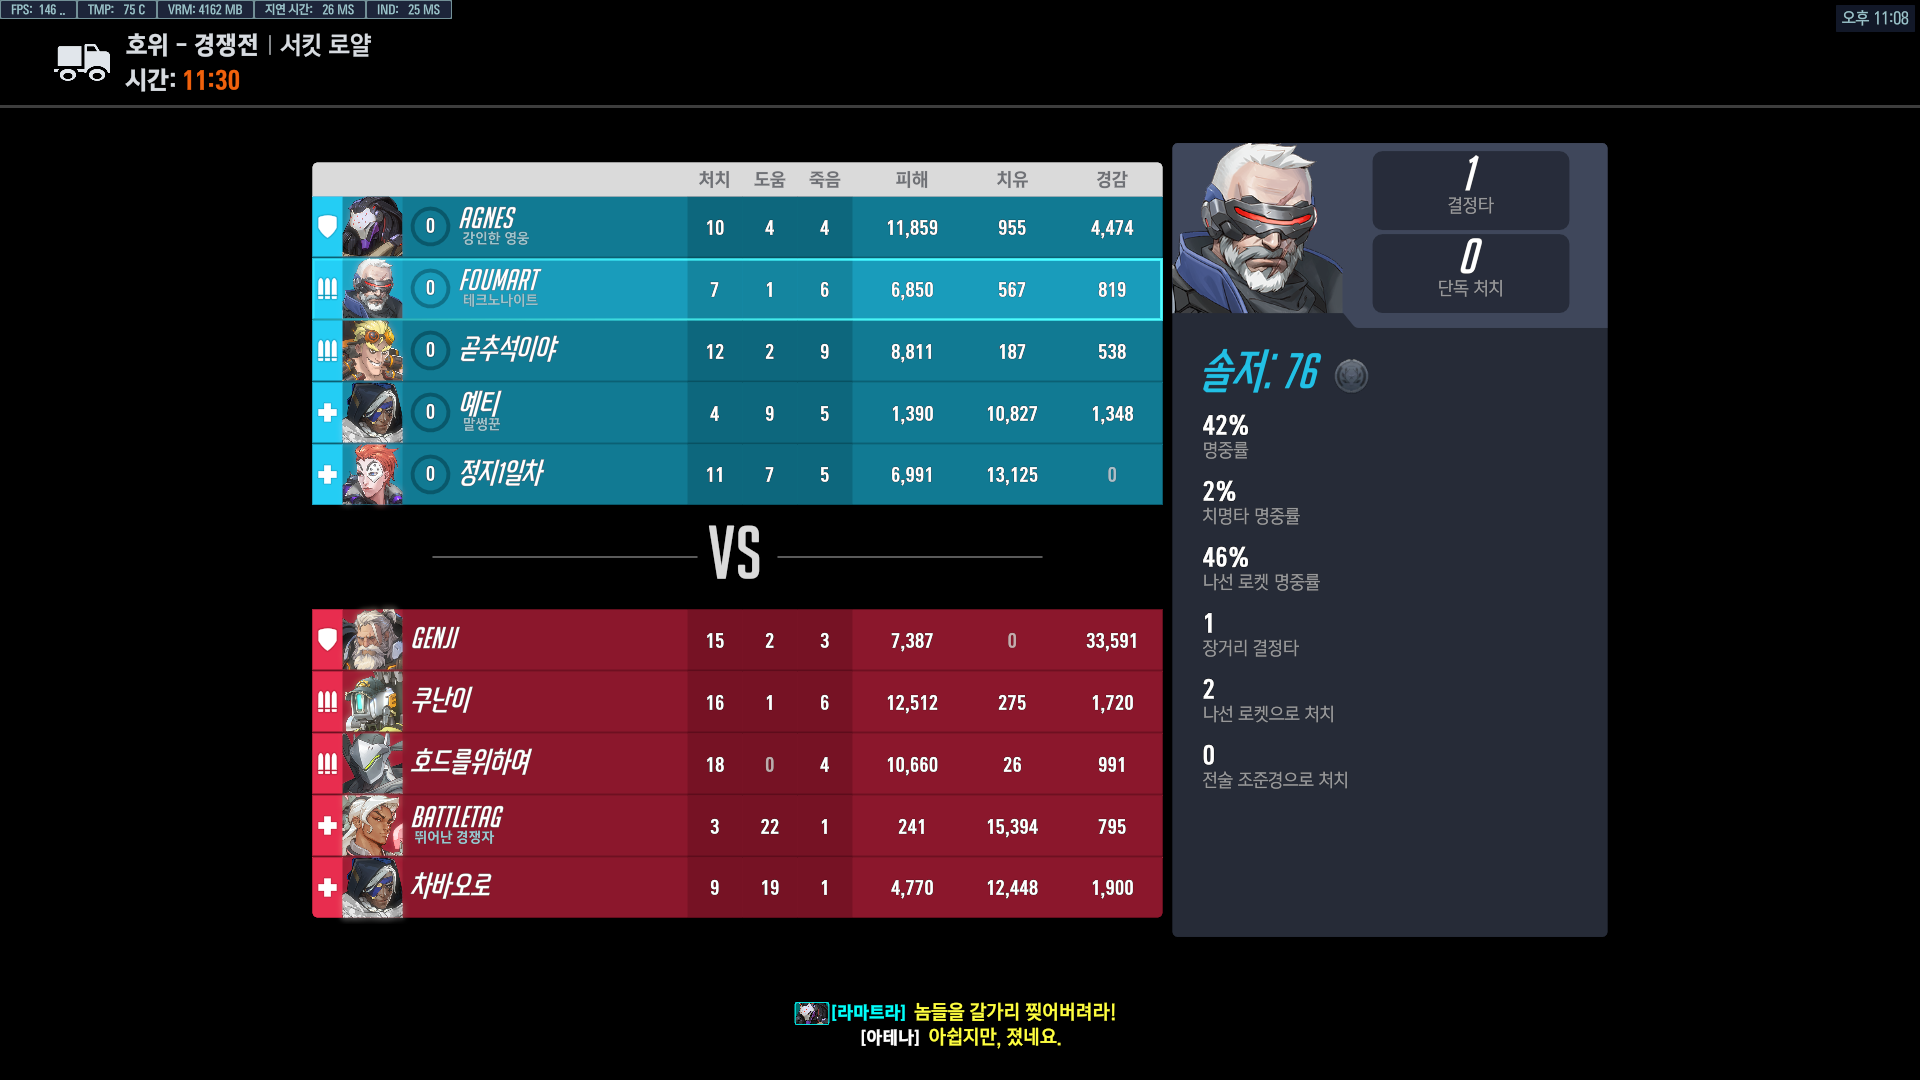 FPS: 146 .. TMP: 75 C VRM: 4162 MB 지연 시간: 26 MS IND: 25 MS
오후 11:08
호위 - 경쟁전 | 서킷 로얄
시간: 11:30
처치 도움 죽음 피해 치유 경감
0 AGNES 10 4 4 11,859 955 4,474
강인한 영웅
0 FOUMART 7 1 6 6,850 567 819
테크노나이트
0 곧추석이야 12 2 9 8,811 187 538
0 예티 4 9 5 1,390 10,827 1,348
말썽꾼
0 정지1일차 11 7 5 6,991 13,125 0
VS
GENJI 15 2 3 7,387 0 33,591
쿠난이 16 1 6 12,512 275 1,720
호드를위하여 18 0 4 10,660 26 991
BATTLETAG 3 22 1 241 15,394 795
뛰어난 경쟁자
차바오로 9 19 1 4,770 12,448 1,900
1
결정타
0
단독 처치
솔저: 76
42%
명중률
2%
치명타 명중률
46%
나선 로켓 명중률
1
장거리 결정타
2
나선 로켓으로 처치
0
전술 조준경으로 처치
[라마트라] 놈들을 갈가리 찢어버려라!
[아테나] 아쉽지만, 졌네요.